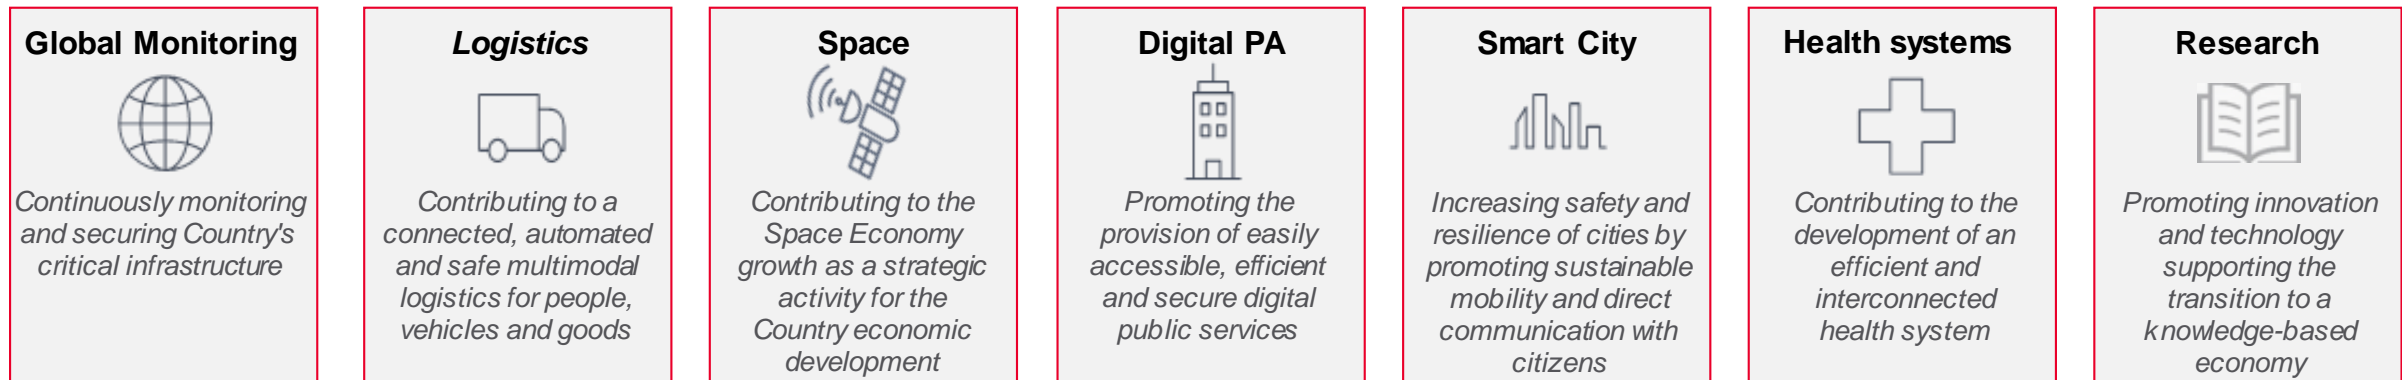 Global Monitoring
Continuously monitoring
and securing Country's
critical infrastructure
Logistics
Contributing to a
connected, automated
and safe multimodal
logistics for people,
vehicles and goods
Space
Contributing to the
Space Economy
growth as a strategic
activity for the
Country economic
development
Digital PA
Promoting the
provision of easily
accessible, efficient
and secure digital
public services
Smart City
Increasing safety and
resilience of cities by
promoting sustainable
mobility and direct
communication with
citizens
Health systems
Contributing to the
development of an
efficient and
interconnected
health system
Research
Promoting innovation
and technology
supporting the
transition to a
knowledge-based
economy